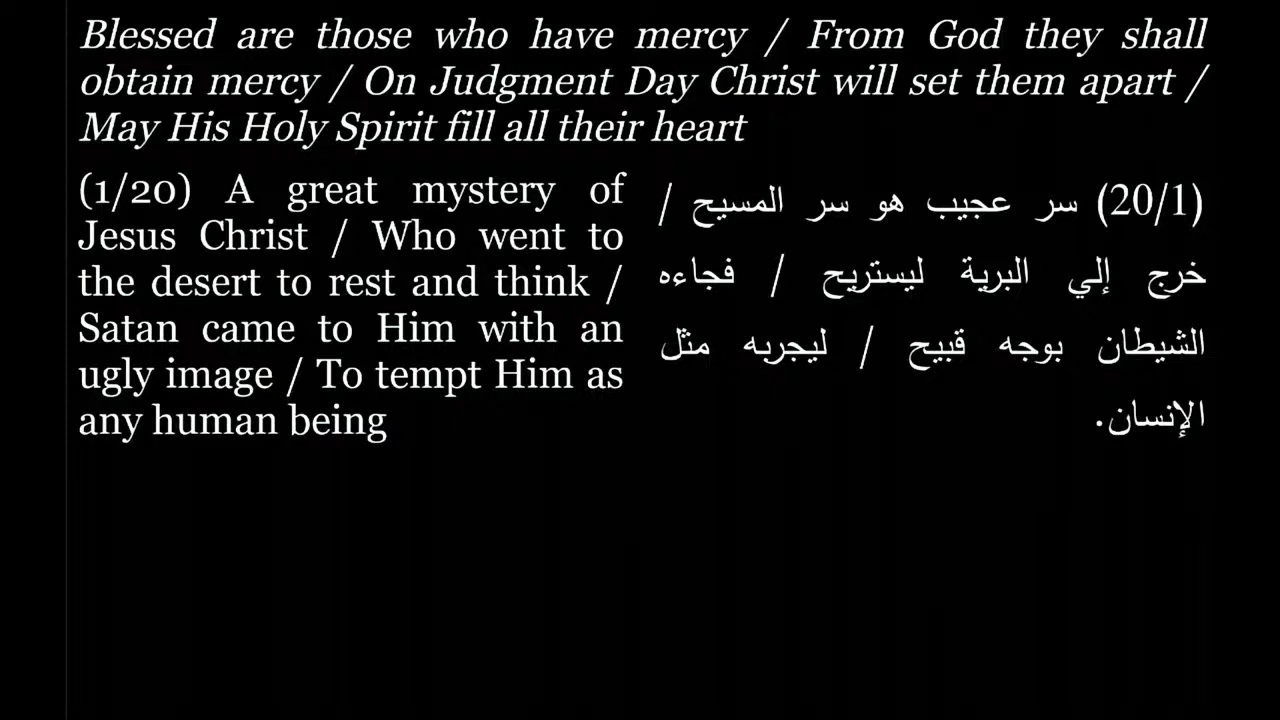 Blessed are those who have mercy / From God they shall
obtain mercy / On Judgment Day Christ will set them apart /
May His Holy Spirit fill all their heart
(1/20) A great mystery of
Jesus Christ / Who went to
the desert to rest and think /
Satan came to Him with an
ugly image / To tempt Him as
any human being
(20/1) سر عجيب هو سر المسيح /
خرج إلي البرية ليستريح / فجاءه
الشيطان بوجه قبيح / ليجربه مثل
الإنسان.